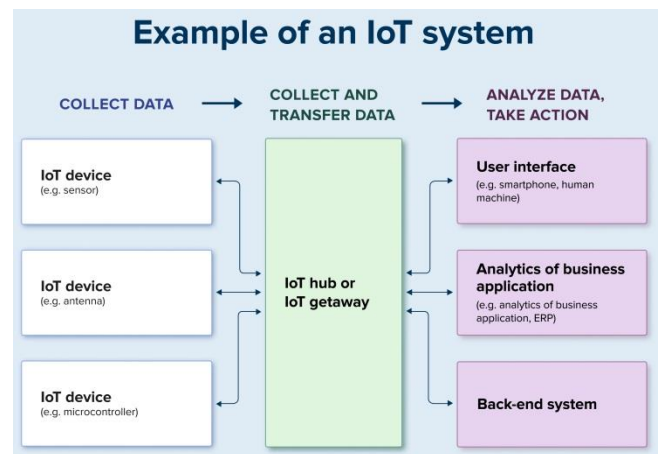 Example of an IoT system
COLLECT DATA
COLLECT AND
TRANSFER DATA
ANALYZE DATA,
TAKE ACTION
IoT device
(e.g. sensor)
IoT device
(e.g. antenna)
IoT device
(e.g. microcontroller)
IoT hub or
IoT getaway
User interface
(e.g. smartphone, human
machine)
Analytics of business
application
(e.g. analytics of business
application, ERP)
Back-end system